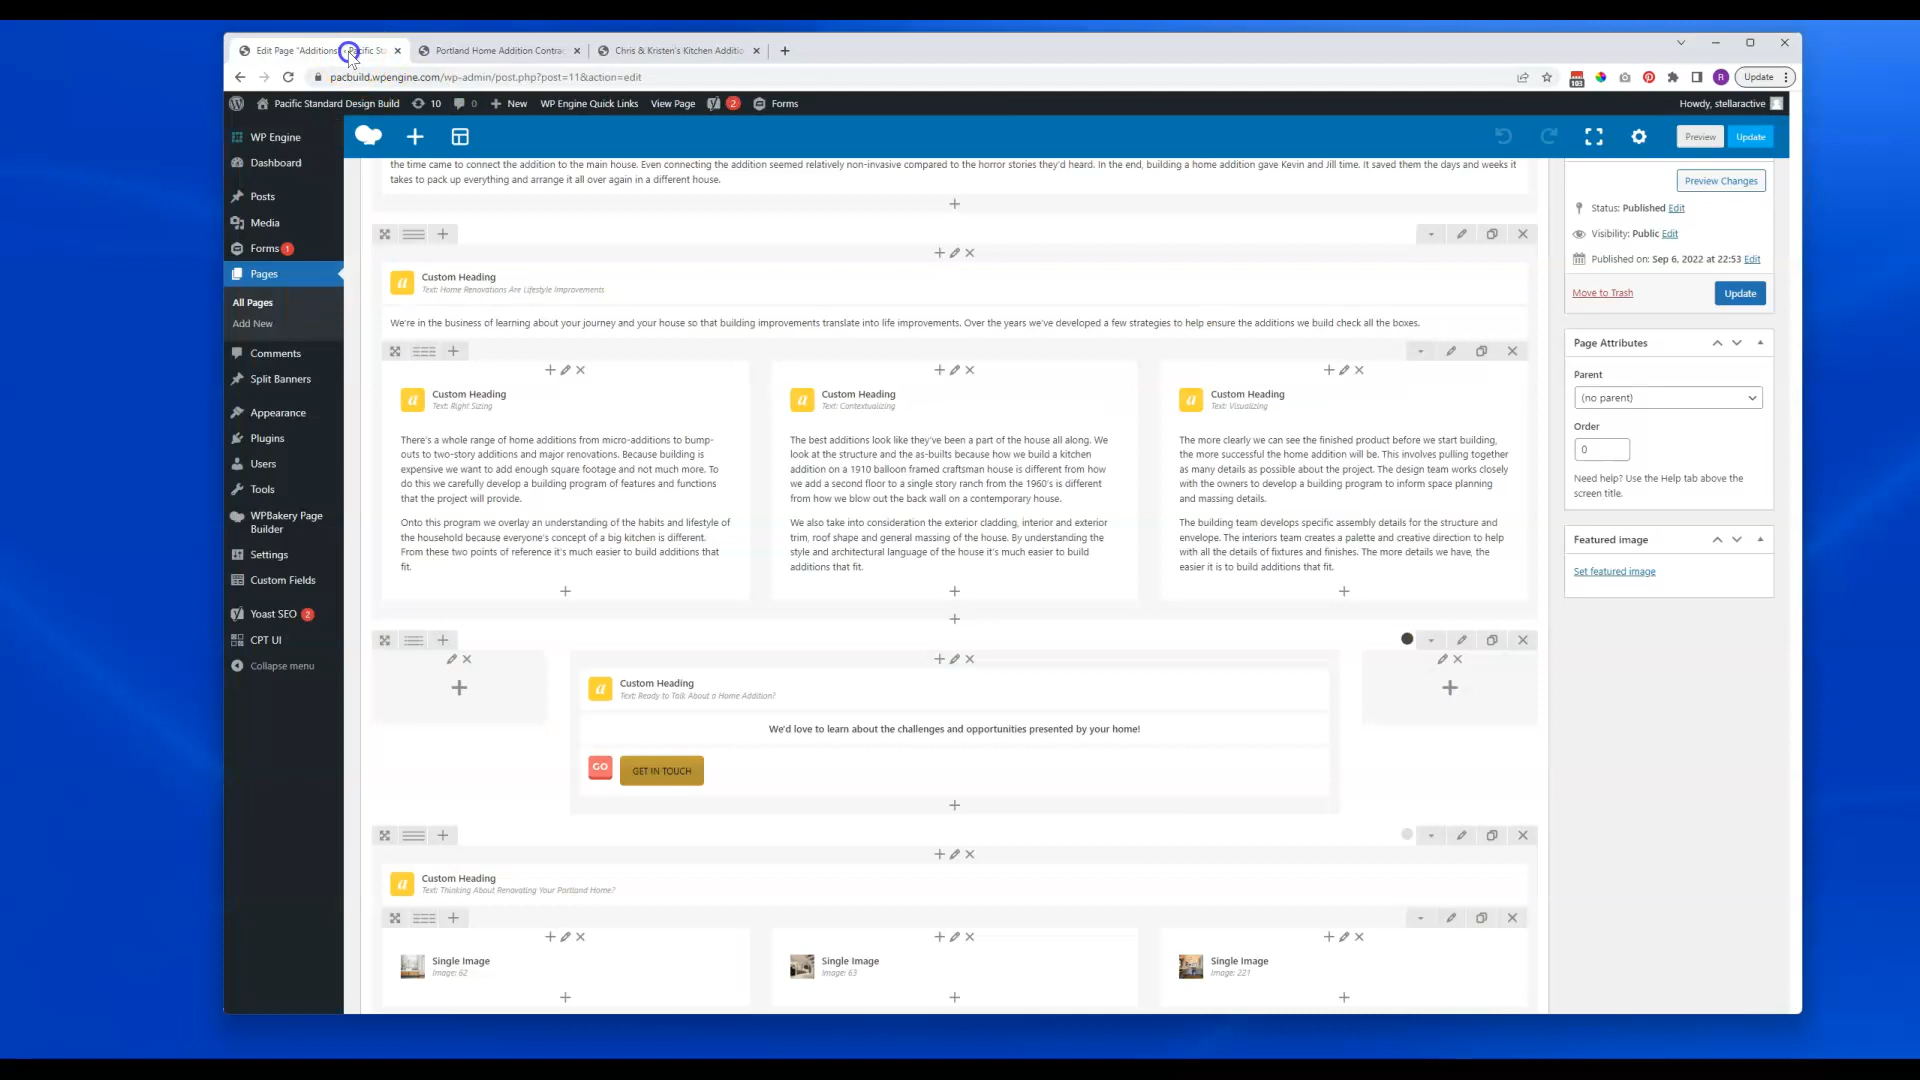 Edit Page "Additions" ‹ Pacific St
Portland Home Addition Contrac
Chris & Kristen's Kitchen Additio
pacbuild.wpengine.com/wp-admin/post.php?post=11&action=edit
103
R
Update
Pacific Standard Design Build
10
0
New
WP Engine Quick Links
View Page
2
Forms
Howdy, stellaractive
WP Engine
Dashboard
Posts
Media
Forms 1
Pages
All Pages
Add New
Comments
Split Banners
Appearance
Plugins
Users
Tools
WPBakery Page
Builder
Settings
Custom Fields
Yoast SEO 2
CPT UI
Collapse menu
Preview
Update
the time came to connect the addition to the main house. Even connecting the addition seemed relatively non-invasive compared to the horror stories they'd heard. In the end, building a home addition gave Kevin and Jill time. It saved them the days and weeks it
takes to pack up everything and arrange it all over again in a different house.
Custom Heading
Text: Home Renovations Are Lifestyle Improvements
We're in the business of learning about your journey and your house so that building improvements translate into life improvements. Over the years we've developed a few strategies to help ensure the additions we build check all the boxes.
Custom Heading
Text: Right Sizing
There's a whole range of home additions from micro-additions to bump-
outs to two-story additions and major renovations. Because building is
expensive we want to add enough square footage and not much more. To
do this we carefully develop a building program of features and functions
that the project will provide.
Onto this program we overlay an understanding of the habits and lifestyle of
the household because everyone's concept of a big kitchen is different.
From these two points of reference it's much easier to build additions that
fit.
Custom Heading
Text: Contextualizing
The best additions look like they've been a part of the house all along. We
look at the structure and the as-builts because how we build a kitchen
addition on a 1910 balloon framed craftsman house is different from how
we add a second floor to a single story ranch from the 1960's is different
from how we blow out the back wall on a contemporary house.
We also take into consideration the exterior cladding, interior and exterior
trim, roof shape and general massing of the house. By understanding the
style and architectural language of the house it's much easier to build
additions that fit.
Custom Heading
Text: Visualizing
The more clearly we can see the finished product before we start building,
the more successful the home addition will be. This involves pulling together
as many details as possible about the project. The design team works closely
with the owners to develop a building program to inform space planning
and massing details.
The building team develops specific assembly details for the structure and
envelope. The interiors team creates a palette and creative direction to help
with all the details of fixtures and finishes. The more details we have, the
easier it is to build additions that fit.
Custom Heading
Text: Ready to Talk About a Home Addition?
We'd love to learn about the challenges and opportunities presented by your home!
GO
GET IN TOUCH
Custom Heading
Text: Thinking About Renovating Your Portland Home?
Single Image
Image: 62
Single Image
Image: 63
Single Image
Image: 221
Preview Changes
Status: Published Edit
Visibility: Public Edit
Published on: Sep 6, 2022 at 22:53 Edit
Move to Trash
Update
Page Attributes
Parent
(no parent)
Order
0
Need help? Use the Help tab above the
screen title.
Featured image
Set featured image